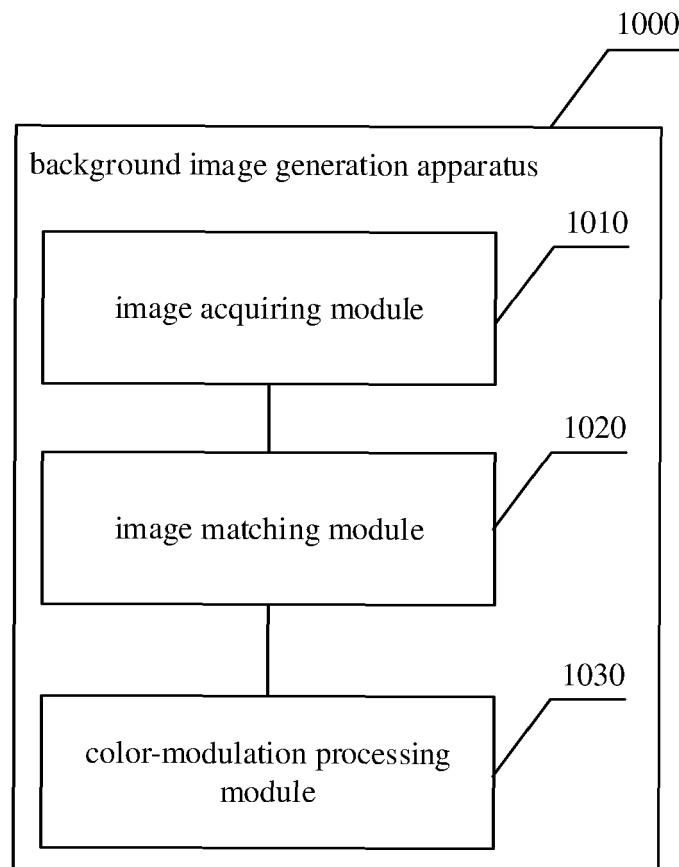 1000
background image generation apparatus
1010
image acquiring module
1020
image matching module
1030
color-modulation processing
module